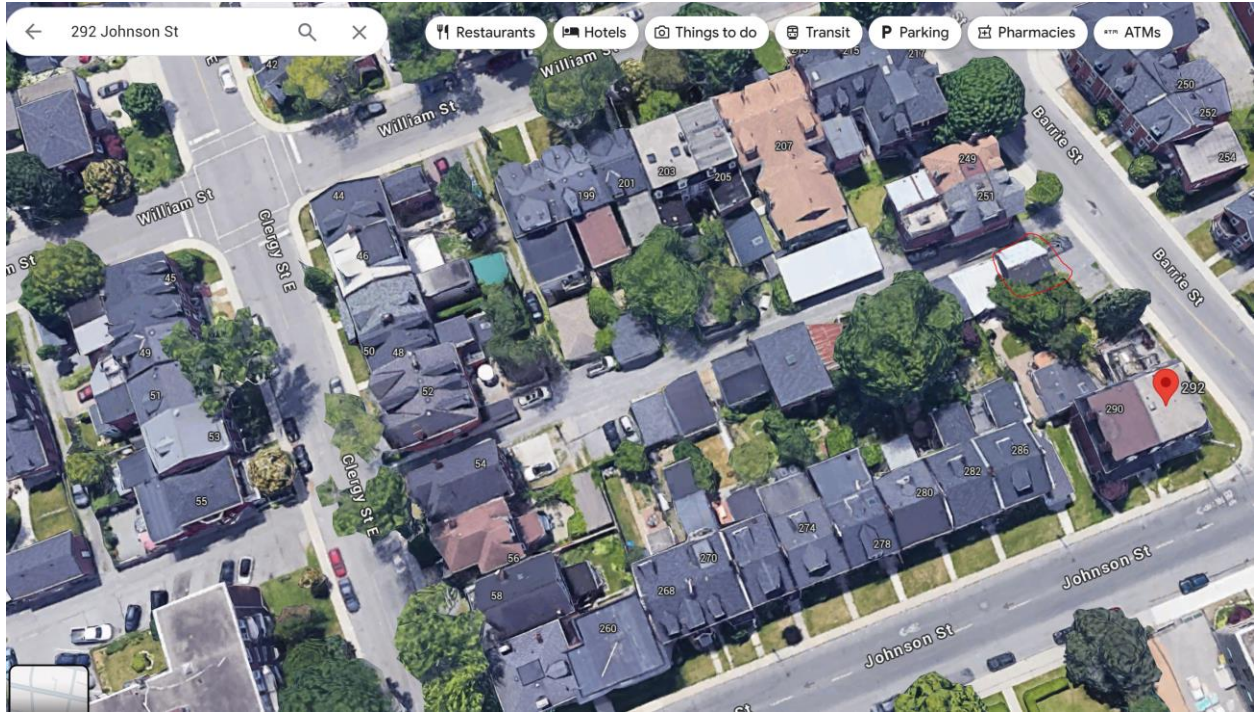 292 Johnson St
Restaurants
Hotels
Things to do
Transit
Parking
Pharmacies
ATM
ATMs
William St
215
217
42
250
252
William St
Barrie St
207
203
249
254
201
205
44
199
251
William St
Clergy St E
m St
46
Barrie St
45
50
48
49
52
292
51
290
53
54
286
282
Clergy St E
280
55
274
278
56
270
Johnson St
58
268
260
Johnson St
St